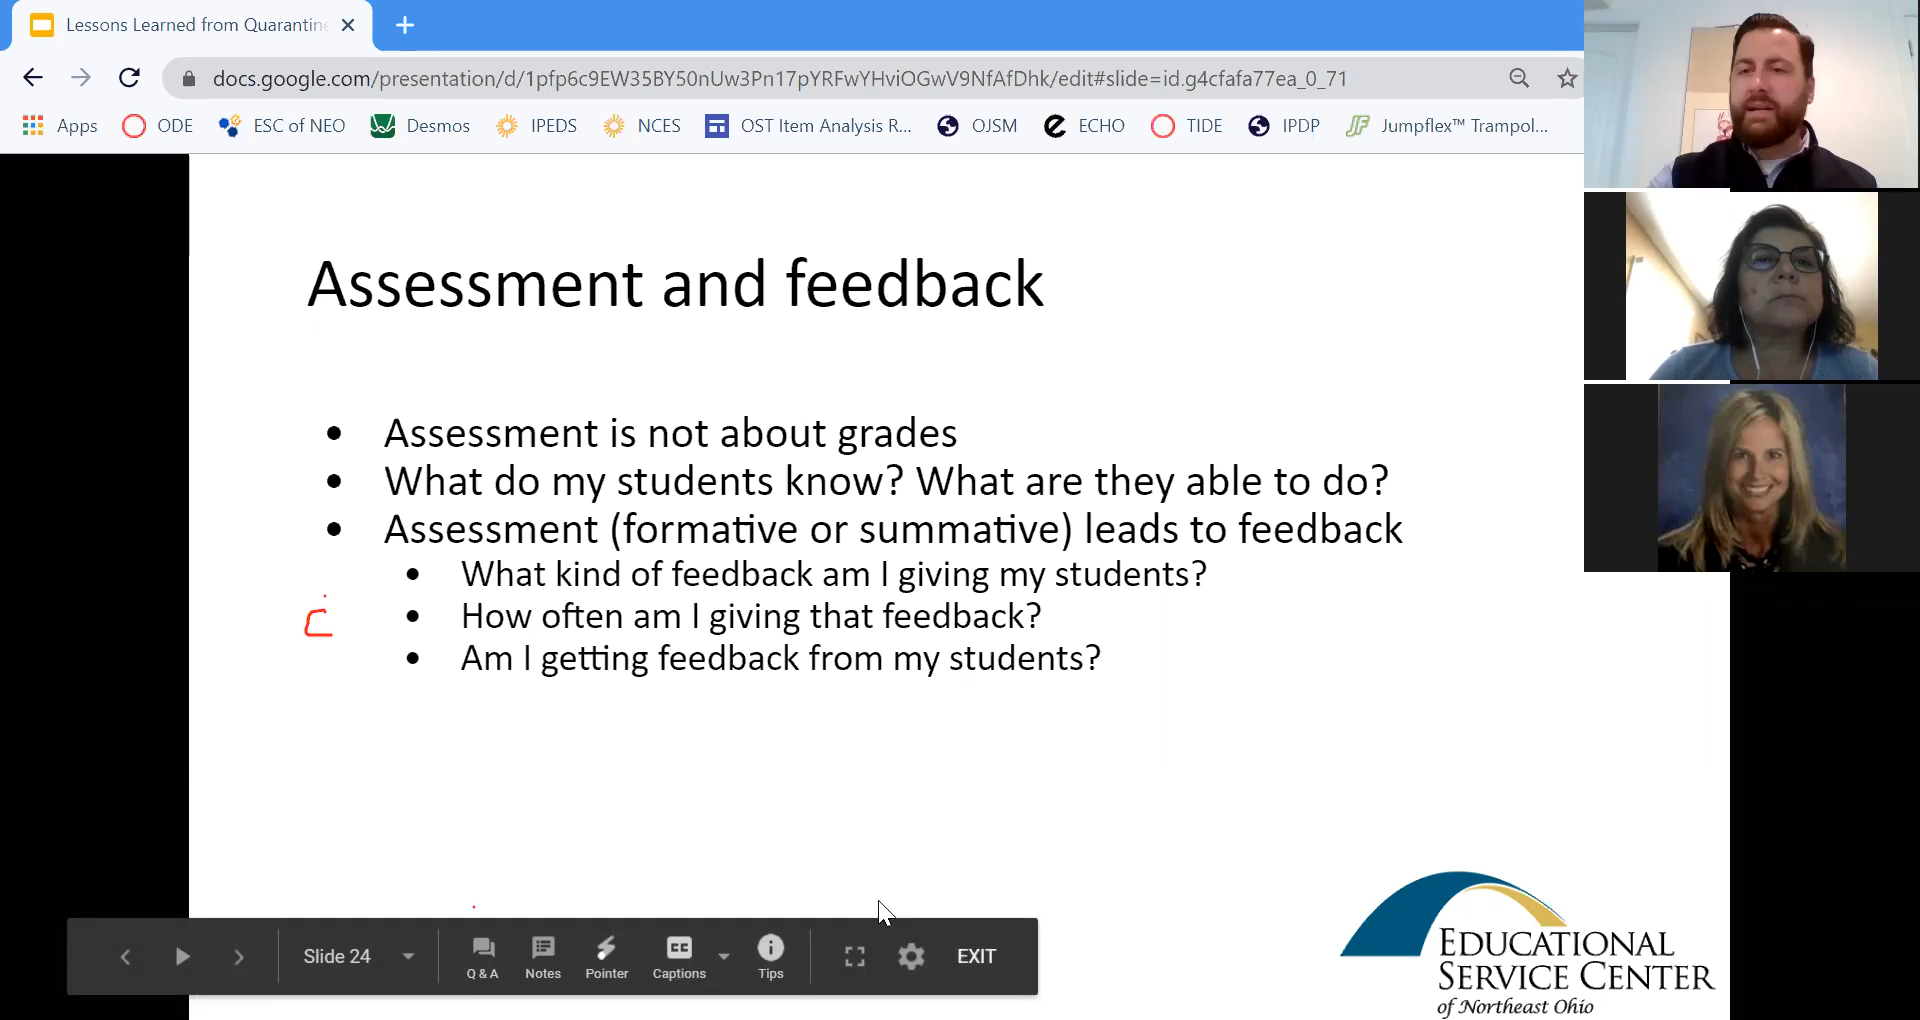 Lessons Learned from Quarantine
docs.google.com/presentation/d/1pfp6c9EW35BY50nUw3Pn17pYRFwYHviOGwV9NfAfDhk/edit#slide=id.g4cfafa77ea_0_71
Apps ODE ESC of NEO Desmos IPEDS NCES OST Item Analysis R... OJSM ECHO TIDE IPDP Jumpflex™ Trampol...
Assessment and feedback
• Assessment is not about grades
• What do my students know? What are they able to do?
• Assessment (formative or summative) leads to feedback
• What kind of feedback am I giving my students?
• How often am I giving that feedback?
• Am I getting feedback from my students?
Slide 24 Q & A Notes Pointer Captions Tips EXIT
EDUCATIONAL
SERVICE CENTER
of Northeast Ohio